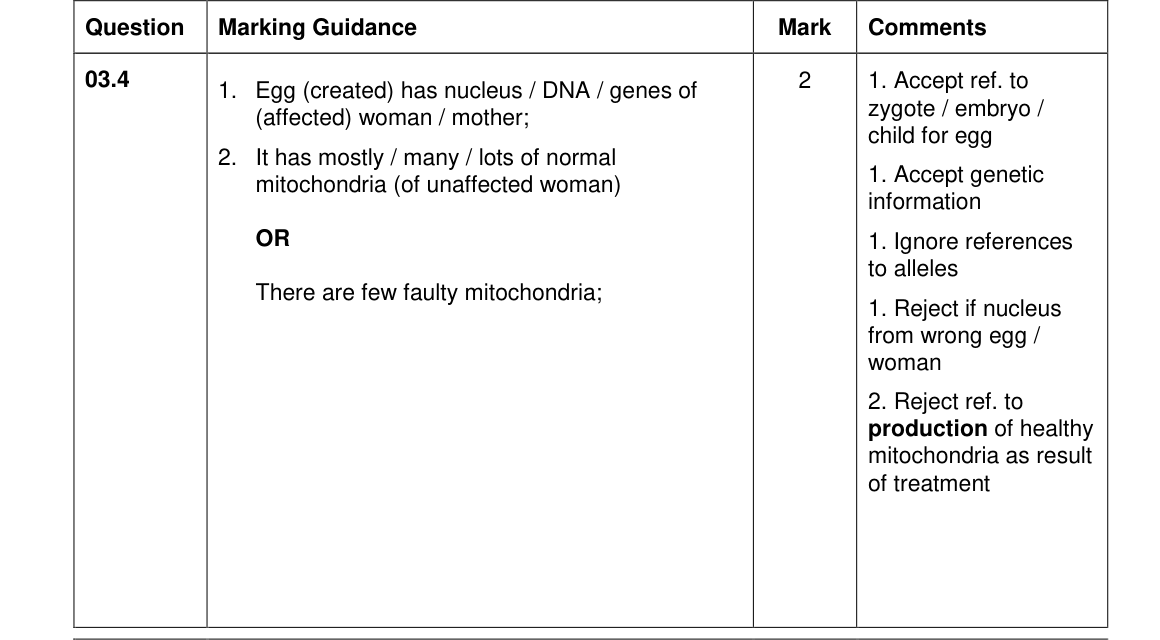 Question Marking Guidance Mark Comments
03.4
1. Egg (created) has nucleus / DNA / genes of
(affected) woman / mother;
2. It has mostly / many / lots of normal
mitochondria (of unaffected woman)
OR
There are few faulty mitochondria;
2
1. Accept ref. to
zygote / embryo /
child for egg
1. Accept genetic
information
1. Ignore references
to alleles
1. Reject if nucleus
from wrong egg /
woman
2. Reject ref. to
production of healthy
mitochondria as result
of treatment